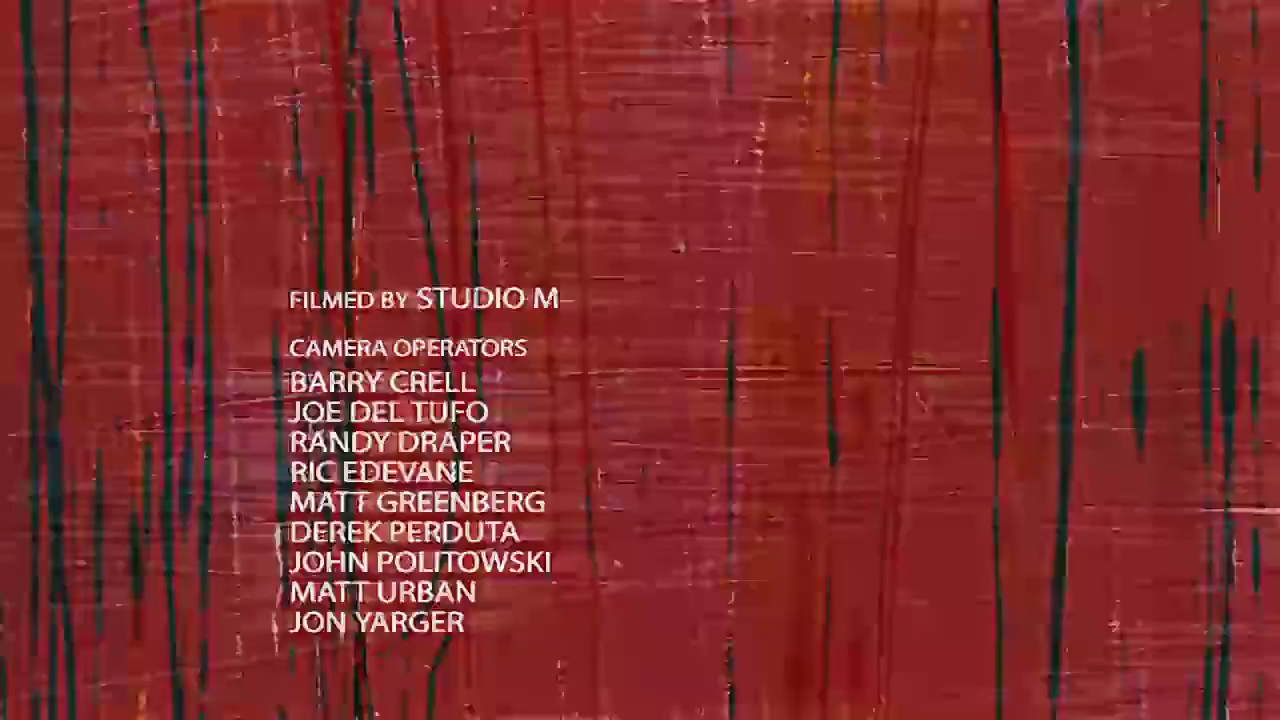 FILMED BY STUDIO M
CAMERA OPERATORS
BARRY CRELL
JOE DEL TUFO
RANDY DRAPER
RIC EDEVANE
MATT GREENBERG
DEREK PERDUTA
JOHN POLITOWSKI
MATT URBAN
JON YARGER